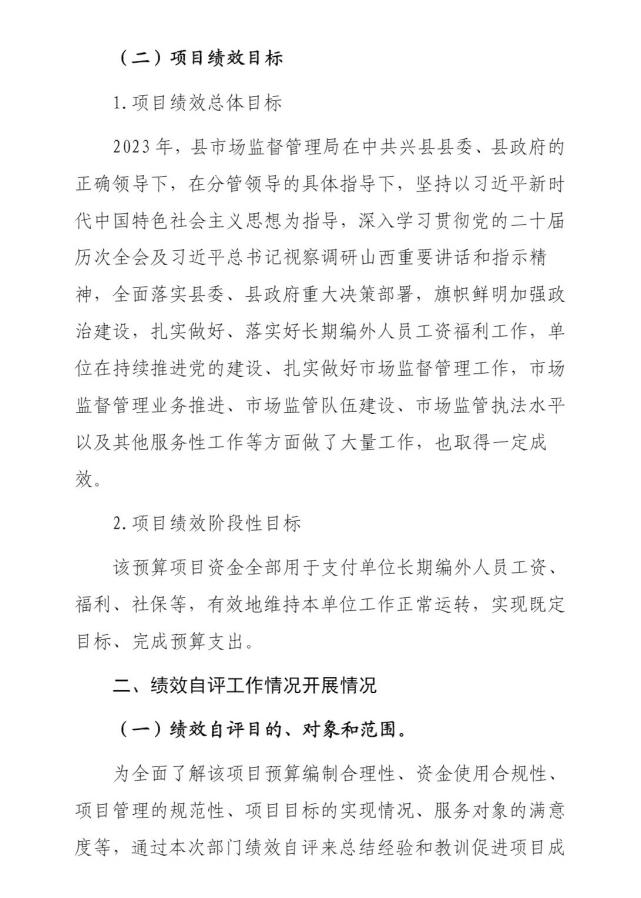 （二）项目绩效目标
1.项目绩效总体目标
2023年，县市场监督管理局在中共兴县县委、县政府的
正确领导下，在分管领导的具体指导下，坚持以习近平新时
代中国特色社会主义思想为指导，深入学习贯彻党的二十届
历次全会及习近平总书记视察调研山西重要讲话和指示精
神，全面落实县委、县政府重大决策部署，旗帜鲜明加强政
治建设，扎实做好、落实好长期编外人员工资福利工作，单
位在持续推进党的建设、扎实做好市场监督管理工作，市场
监督管理业务推进、市场监管队伍建设、市场监管执法水平
以及其他服务性工作等方面做了大量工作，也取得一定成
效。
2.项目绩效阶段性目标
该预算项目资金全部用于支付单位长期编外人员工资、
福利、社保等，有效地维持本单位工作正常运转，实现既定
目标、完成预算支出。
二、绩效自评工作情况开展情况
（一）绩效自评目的、对象和范围。
为全面了解该项目预算编制合理性、资金使用合规性、
项目管理的规范性、项目目标的实现情况、服务对象的满意
度等，通过本次部门绩效自评来总结经验和教训促进项目成